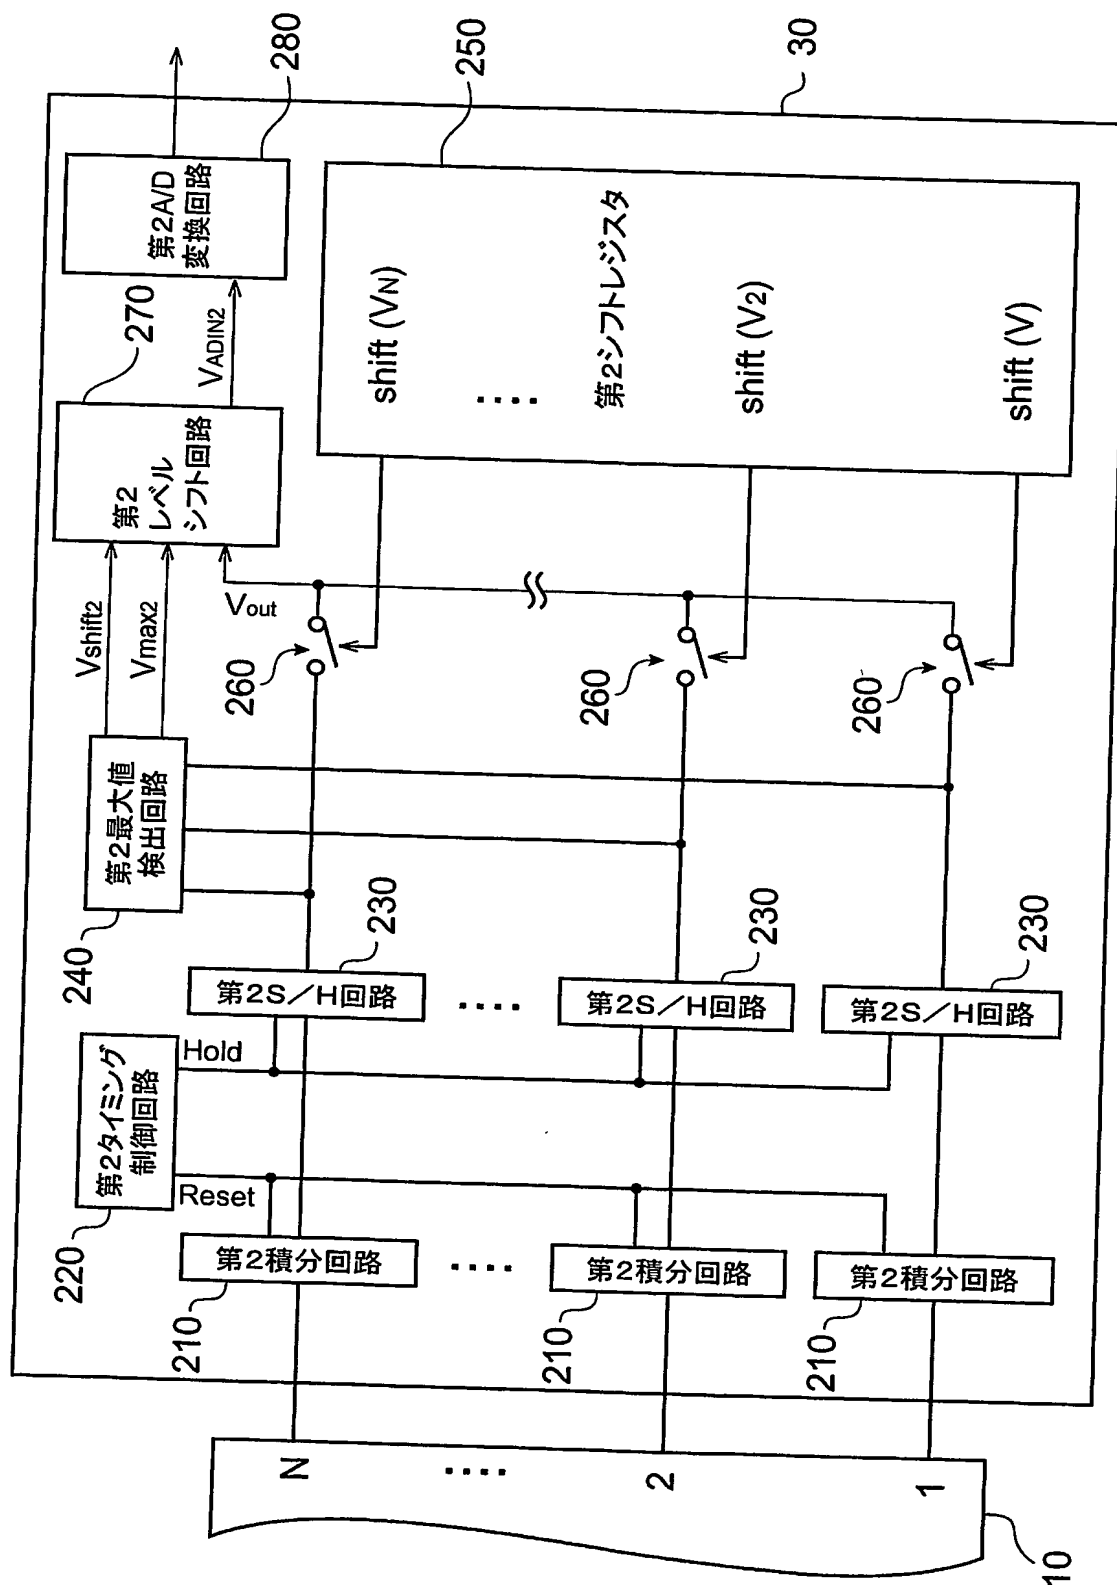 220
第2タイミング
制御回路
240
第2最大値
検出回路
Vshift2
Vmax2
第2
レベル
シフト回路
270
VADIN2
第2A/D
変換回路
280
Reset
Hold
Vout
N
210
第2積分回路
第2S/H回路
230
260
shift (VN)
250
....
....
....
....
第2シフトレジスタ
2
210
第2積分回路
第2S/H回路
230
260
shift (V2)
1
210
第2積分回路
第2S/H回路
230
260
shift (V)
10
30